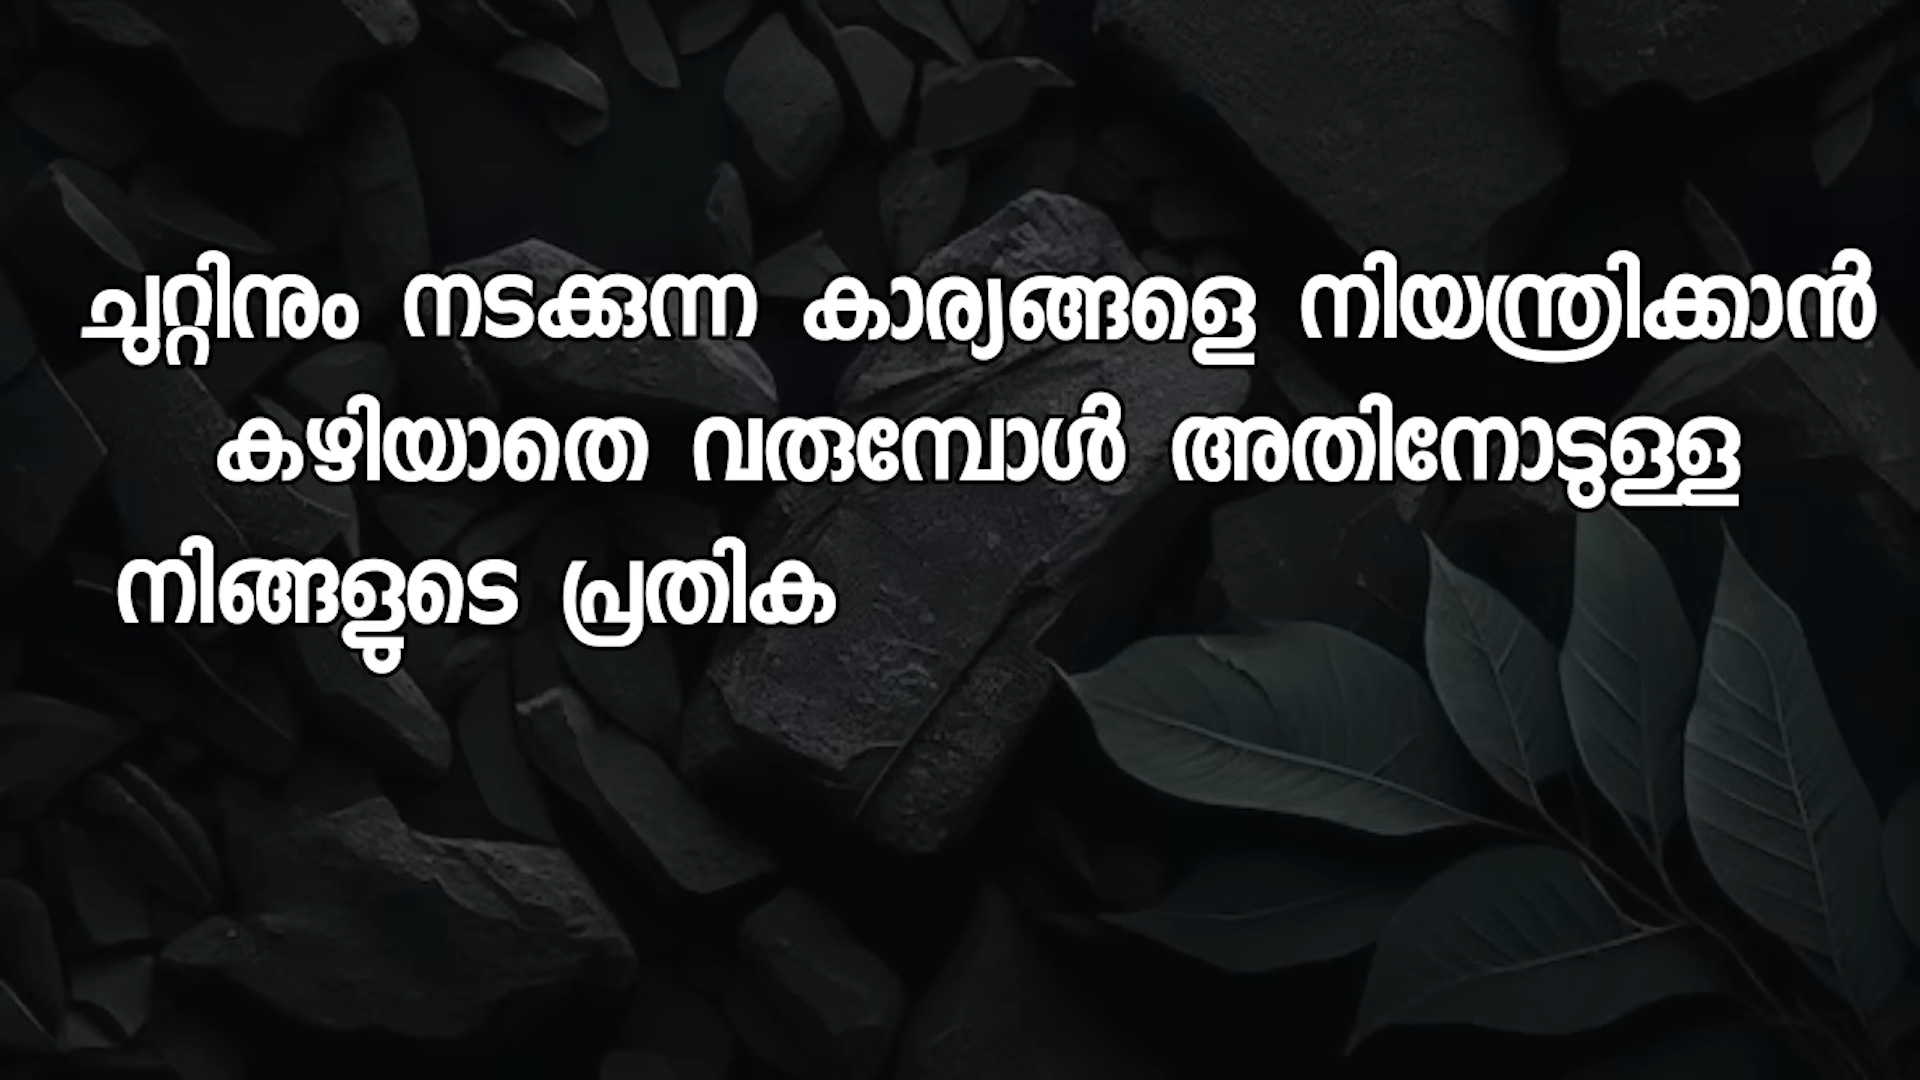 ചുറ്റിനും നടക്കുന്ന കാര്യങ്ങളെ നിയന്ത്രിക്കാൻ
കഴിയാതെ വരുമ്പോൾ അതിനോടുള്ള
നിങ്ങളുടെ പ്രതിക